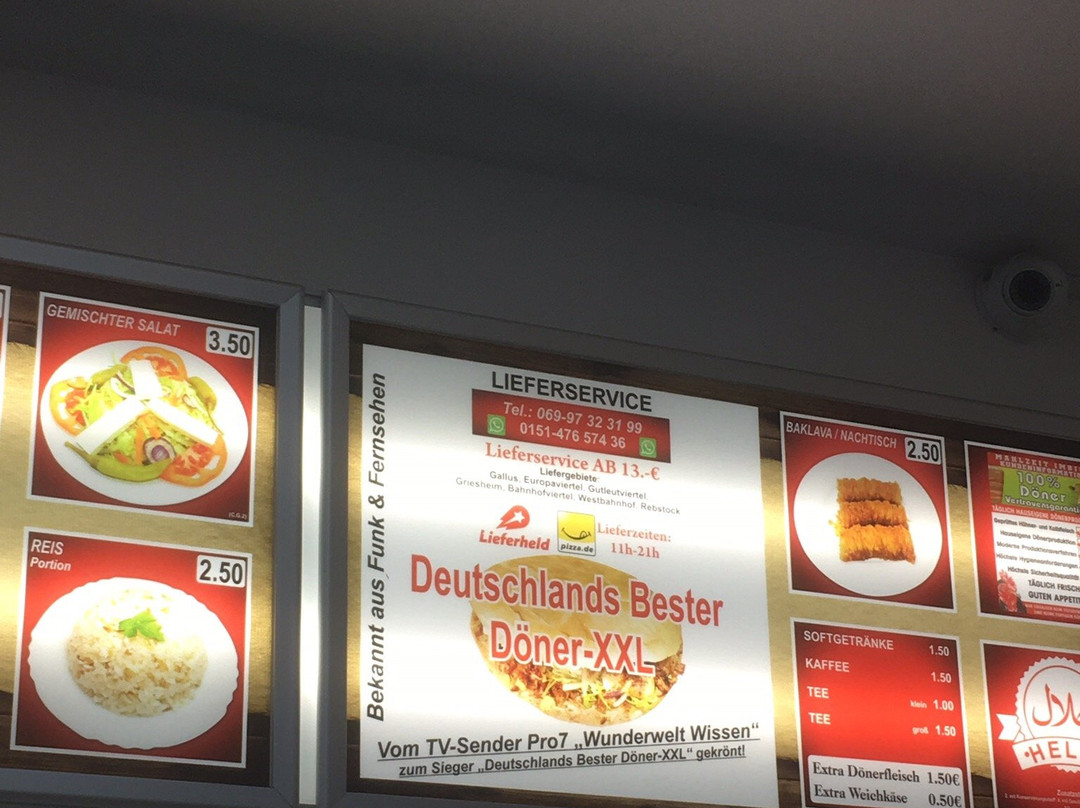 GEMISCHTER SALAT
3.50
(C,G,2)
REIS
Portion
2.50
Bekannt aus Funk & Fernsehen
LIEFERSERVICE
Tel.: 069-97 32 31 99
0151-476 574 36
Lieferservice AB 13.-€
Liefergebiete:
Gallus, Europaviertel, Gutleutviertel,
Griesheim, Bahnhofviertel, Westbahnhof, Rebstock
Lieferheld
pizza.de
Lieferzeiten:
11h-21h
Deutschlands Bester
Döner-XXL
Vom TV-Sender Pro7 „Wunderwelt Wissen“
zum Sieger „Deutschlands Bester Döner-XXL“ gekrönt!
BAKLAVA / NACHTISCH
2.50
SOFTGETRÄNKE 1.50
KAFFEE 1.50
TEE klein 1.00
TEE groß 1.50
Extra Dönerfleisch 1.50€
Extra Weichkäse 0.50€
MAHLZEIT
100%
Döner
TÄGLICH FRISCH
GUTEN APPETIT
حلال
HEL